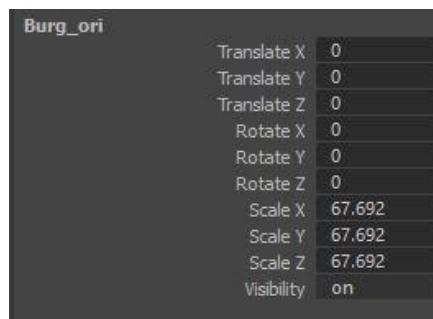 Burg_ori
Translate X 0
Translate Y 0
Translate Z 0
Rotate X 0
Rotate Y 0
Rotate Z 0
Scale X 67.692
Scale Y 67.692
Scale Z 67.692
Visibility on